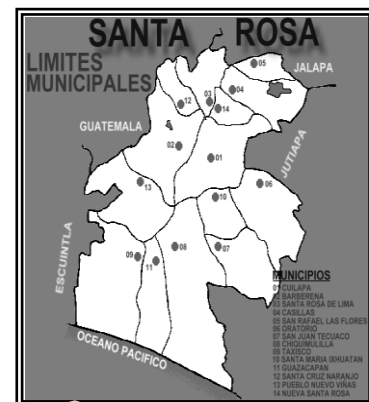 SANTA ROSA
LIMITES
MUNICIPALES
05
JALAPA
04
12
03
14
GUATEMALA
02
01
JUTIAPA
13
06
10
ESCUINTLA
09
11
08
07
OCEANO PACIFICO
MUNICIPIOS
01 CUILAPA
02 BARBERENA
03 SANTA ROSA DE LIMA
04 CASILLAS
05 SAN RAFAEL LAS FLORES
06 ORATORIO
07 SAN JUAN TECUACO
08 CHIQUIMULILLA
09 TAXISCO
10 SANTA MARIA IXHUATAN
11 GUAZACAPAN
12 SANTA CRUZ NARANJO
13 PUEBLO NUEVO VIÑAS
14 NUEVA SANTA ROSA